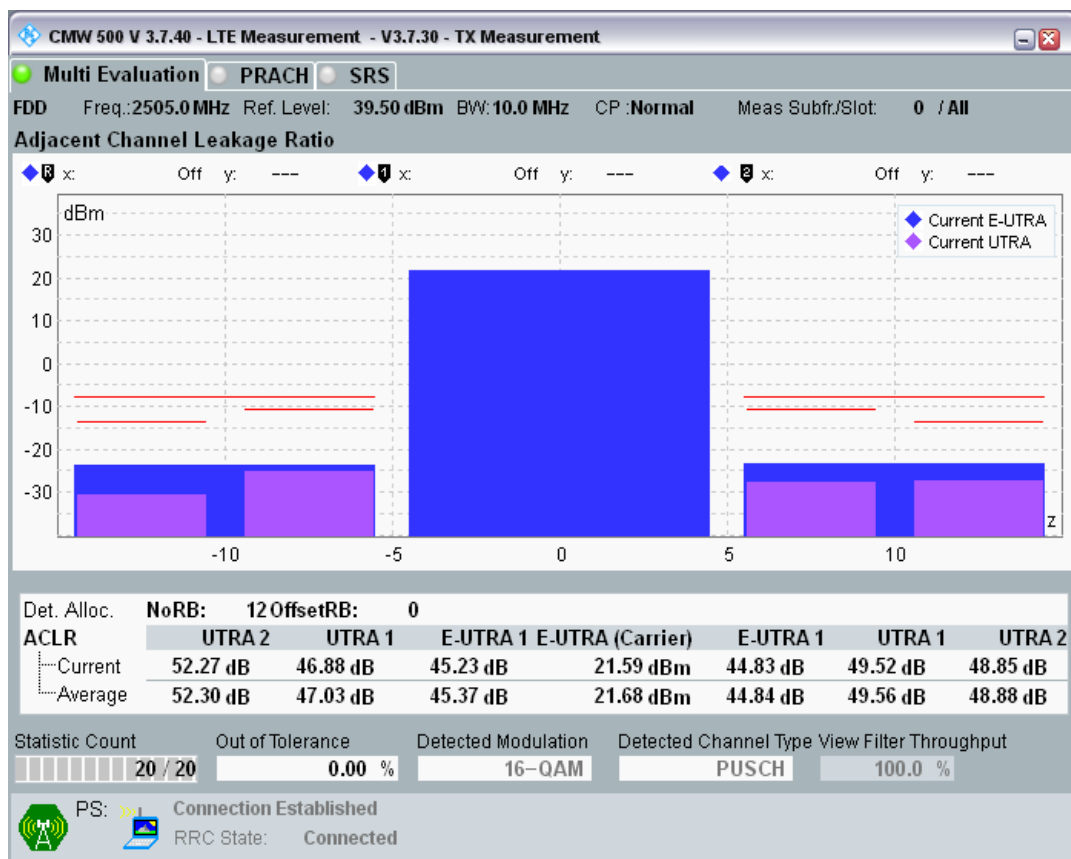 CMW 500 V 3.7.40 - LTE Measurement - V3.7.30 - TX Measurement
Multi Evaluation PRACH SRS
FDD Freq.:2505.0 MHz Ref. Level: 39.50 dBm BW: 10.0 MHz CP :Normal Meas Subfr./Slot: 0 / All
Adjacent Channel Leakage Ratio
R x: Off y: --- 1 x: Off y: --- 2 x: Off y: ---
dBm
Current E-UTRA
Current UTRA
30
20
10
0
-10
-20
-30
z
-10 -5 0 5 10
Det. Alloc. NoRB: 12 OffsetRB: 0
ACLR UTRA 2 UTRA 1 E-UTRA 1 E-UTRA (Carrier) E-UTRA 1 UTRA 1 UTRA 2
Current 52.27 dB 46.88 dB 45.23 dB 21.59 dBm 44.83 dB 49.52 dB 48.85 dB
Average 52.30 dB 47.03 dB 45.37 dB 21.68 dBm 44.84 dB 49.56 dB 48.88 dB
Statistic Count Out of Tolerance Detected Modulation Detected Channel Type View Filter Throughput
20 / 20 0.00 % 16-QAM PUSCH 100.0 %
PS: Connection Established
RRC State: Connected